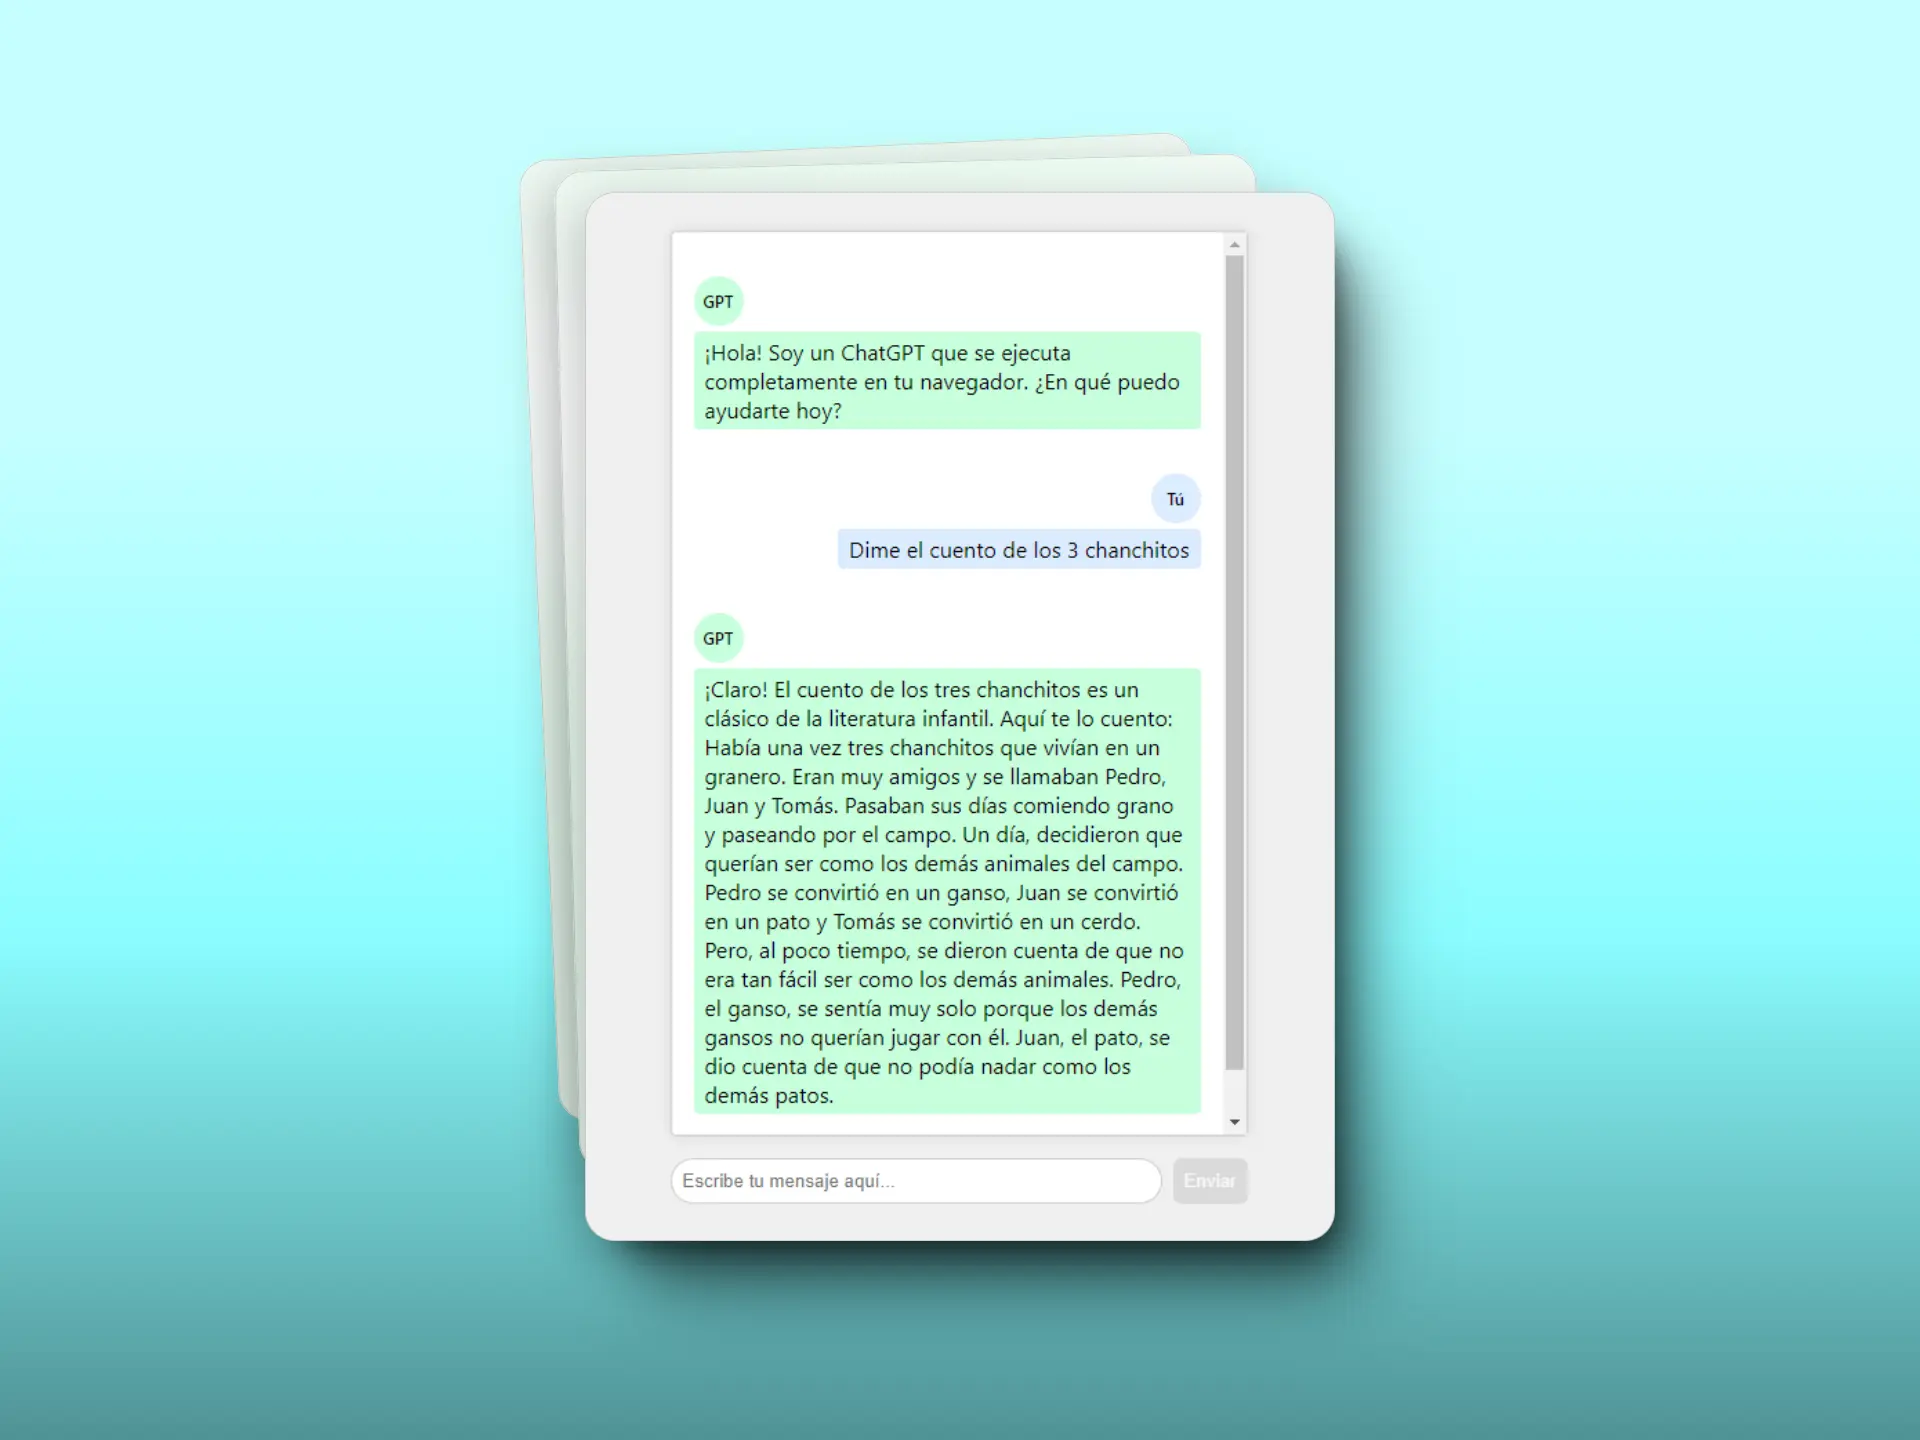 GPT
¡Hola! Soy un ChatGPT que se ejecuta
completamente en tu navegador. ¿En qué puedo
ayudarte hoy?
Tú
Dime el cuento de los 3 chanchitos
GPT
¡Claro! El cuento de los tres chanchitos es un
clásico de la literatura infantil. Aquí te lo cuento:
Había una vez tres chanchitos que vivían en un
granero. Eran muy amigos y se llamaban Pedro,
Juan y Tomás. Pasaban sus días comiendo grano
y paseando por el campo. Un día, decidieron que
querían ser como los demás animales del campo.
Pedro se convirtió en un ganso, Juan se convirtió
en un pato y Tomás se convirtió en un cerdo.
Pero, al poco tiempo, se dieron cuenta de que no
era tan fácil ser como los demás animales. Pedro,
el ganso, se sentía muy solo porque los demás
gansos no querían jugar con él. Juan, el pato, se
dio cuenta de que no podía nadar como los
demás patos.
Escribe tu mensaje aquí...
Enviar